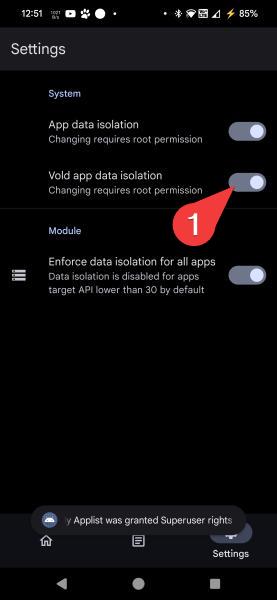 12:51
85%
Settings
System
App data isolation
Changing requires root permission
Vold app data isolation
Changing requires root permission
1
Module
Enforce data isolation for all apps
Data isolation is disabled for apps
target API lower than 30 by default
y Applist was granted Superuser rights
Settings